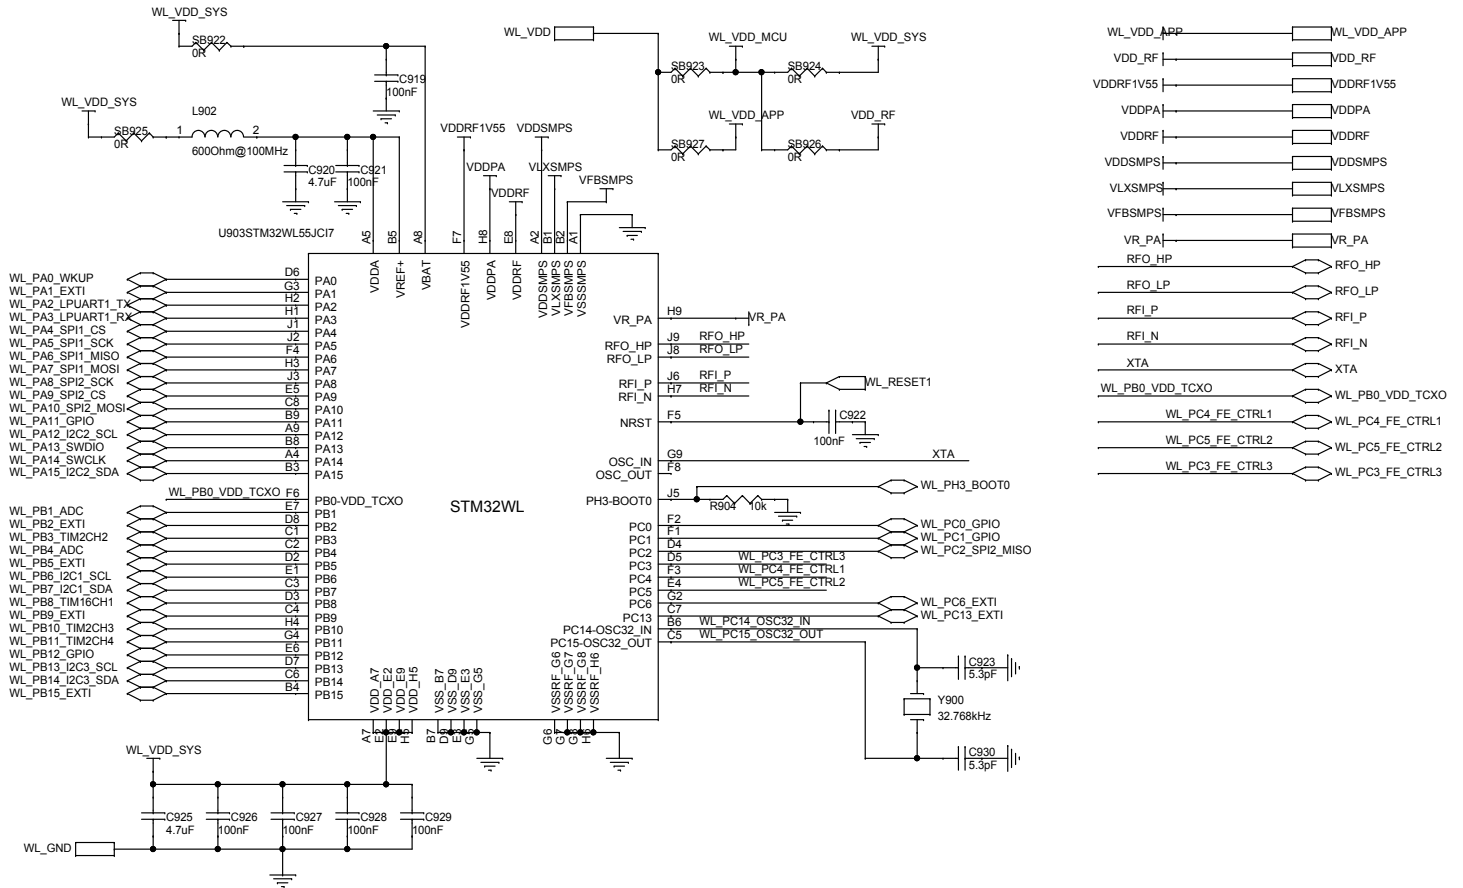 WL_VDD_SYS
SB922
0R
C919
100nF
WL_VDD_SYS
SB925
0R
L902
1
2
600Ohm@100MHz
C920
4.7uF
C921
100nF
WL_VDD
WL_VDD_MCU
WL_VDD_SYS
SB923
0R
SB924
0R
WL_VDD_APP
VDD_RF
SB927
0R
SB926
0R
VDDRF1V55
VDDPA
VDDRF
VDDSMPS
VLXSMPS
VFBSMPS
U903STM32WL55JCI7
A5
B5
A8
F7
H8
E8
A2
B1
B2
A1
VDDA
VREF+
VBAT
VDDRF1V55
VDDPA
VDDRF
VDDSMPS
VLXSMPS
VFBSMPS
VSSSMPS
WL_PA0_WKUP D6 PA0
WL_PA1_EXTI G3 PA1
WL_PA2_LPUART1_TX H2 PA2
WL_PA3_LPUART1_RX H1 PA3
WL_PA4_SPI1_CS J1 PA4
WL_PA5_SPI1_SCK J2 PA5
WL_PA6_SPI1_MISO F4 PA6
WL_PA7_SPI1_MOSI H3 PA7
WL_PA8_SPI2_SCK J3 PA8
WL_PA9_SPI2_CS E5 PA9
WL_PA10_SPI2_MOSI C8 PA10
WL_PA11_GPIO B9 PA11
WL_PA12_I2C2_SCL A9 PA12
WL_PA13_SWDIO B8 PA13
WL_PA14_SWCLK A4 PA14
WL_PA15_I2C2_SDA B3 PA15
WL_PB0_VDD_TCXO F6 PB0-VDD_TCXO
WL_PB1_ADC E7 PB1
WL_PB2_EXTI D8 PB2
WL_PB3_TIM2CH2 C1 PB3
WL_PB4_ADC C2 PB4
WL_PB5_EXTI D2 PB5
WL_PB6_I2C1_SCL E1 PB6
WL_PB7_I2C1_SDA C3 PB7
WL_PB8_TIM16CH1 D3 PB8
WL_PB9_EXTI C4 PB9
WL_PB10_TIM2CH3 H4 PB10
WL_PB11_TIM2CH4 G4 PB11
WL_PB12_GPIO E6 PB12
WL_PB13_I2C3_SCL D7 PB13
WL_PB14_I2C3_SDA C6 PB14
WL_PB15_EXTI B4 PB15
STM32WL
VR_PA H9 VR_PA
RFO_HP J9 RFO_HP
RFO_LP J8 RFO_LP
RFI_P J6 RFI_P
RFI_N H7 RFI_N
WL_RESET1
NRST F5
C922
100nF
OSC_IN G9 XTA
OSC_OUT F8
WL_PH3_BOOT0
PH3-BOOT0 J5
R904 10k
PC0 F2 WL_PC0_GPIO
PC1 F1 WL_PC1_GPIO
PC2 D4 WL_PC2_SPI2_MISO
PC3 D5 WL_PC3_FE_CTRL3
PC4 F3 WL_PC4_FE_CTRL1
PC5 E4 WL_PC5_FE_CTRL2
PC6 G2 WL_PC6_EXTI
PC13 C7 WL_PC13_EXTI
PC14-OSC32_IN B6 WL_PC14_OSC32_IN
PC15-OSC32_OUT C5 WL_PC15_OSC32_OUT
C923
5.3pF
Y900
32.768kHz
C930
5.3pF
VDD_A7
VDD_E2
VDD_E9
VDD_H5
VSS_B7
VSS_D9
VSS_E3
VSS_G5
VSSRF_G6
VSSRF_G7
VSSRF_G8
VSSRF_H6
A7
E2
E9
H5
B7
D9
E3
G5
G6
G7
G8
H6
WL_VDD_SYS
C925
4.7uF
C926
100nF
C927
100nF
C928
100nF
C929
100nF
WL_GND
WL_VDD_APP WL_VDD_APP
VDD_RF VDD_RF
VDDRF1V55 VDDRF1V55
VDDPA VDDPA
VDDRF VDDRF
VDDSMPS VDDSMPS
VLXSMPS VLXSMPS
VFBSMPS VFBSMPS
VR_PA VR_PA
RFO_HP RFO_HP
RFO_LP RFO_LP
RFI_P RFI_P
RFI_N RFI_N
XTA XTA
WL_PB0_VDD_TCXO WL_PB0_VDD_TCXO
WL_PC4_FE_CTRL1 WL_PC4_FE_CTRL1
WL_PC5_FE_CTRL2 WL_PC5_FE_CTRL2
WL_PC3_FE_CTRL3 WL_PC3_FE_CTRL3